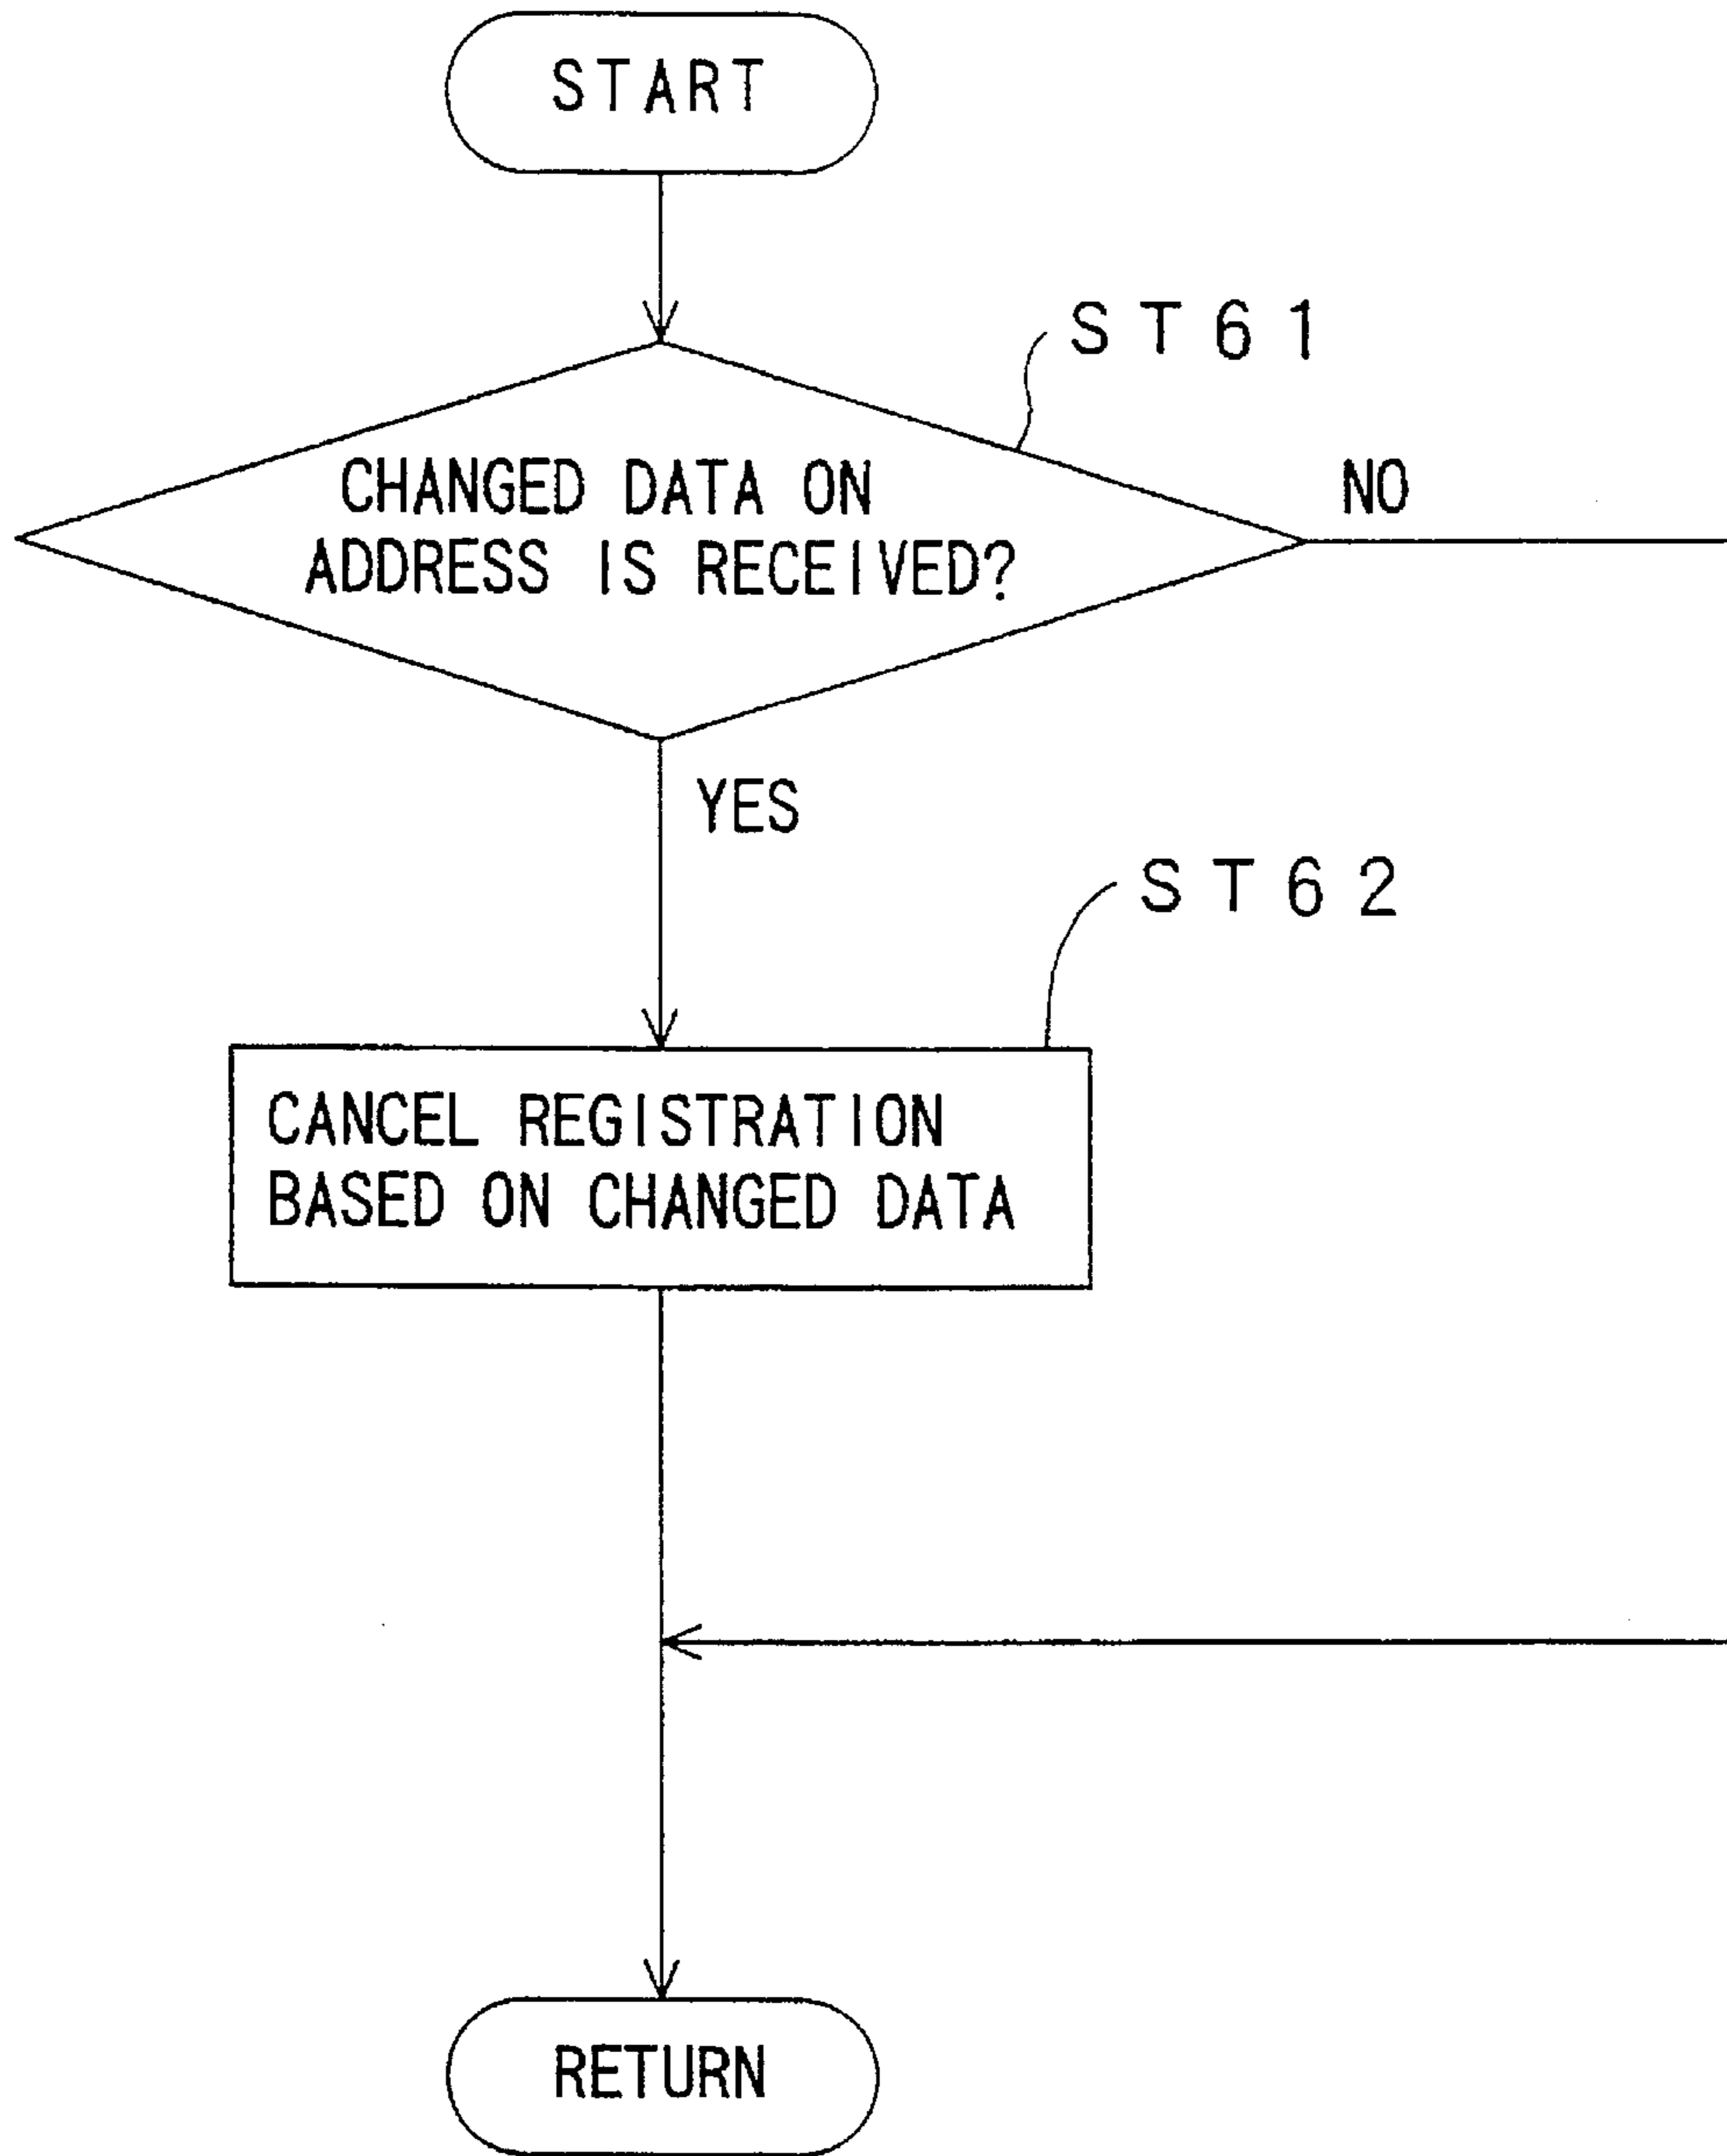 START
ST61
CHANGED DATA ON
ADDRESS IS RECEIVED?
NO
YES
ST62
CANCEL REGISTRATION
BASED ON CHANGED DATA
RETURN